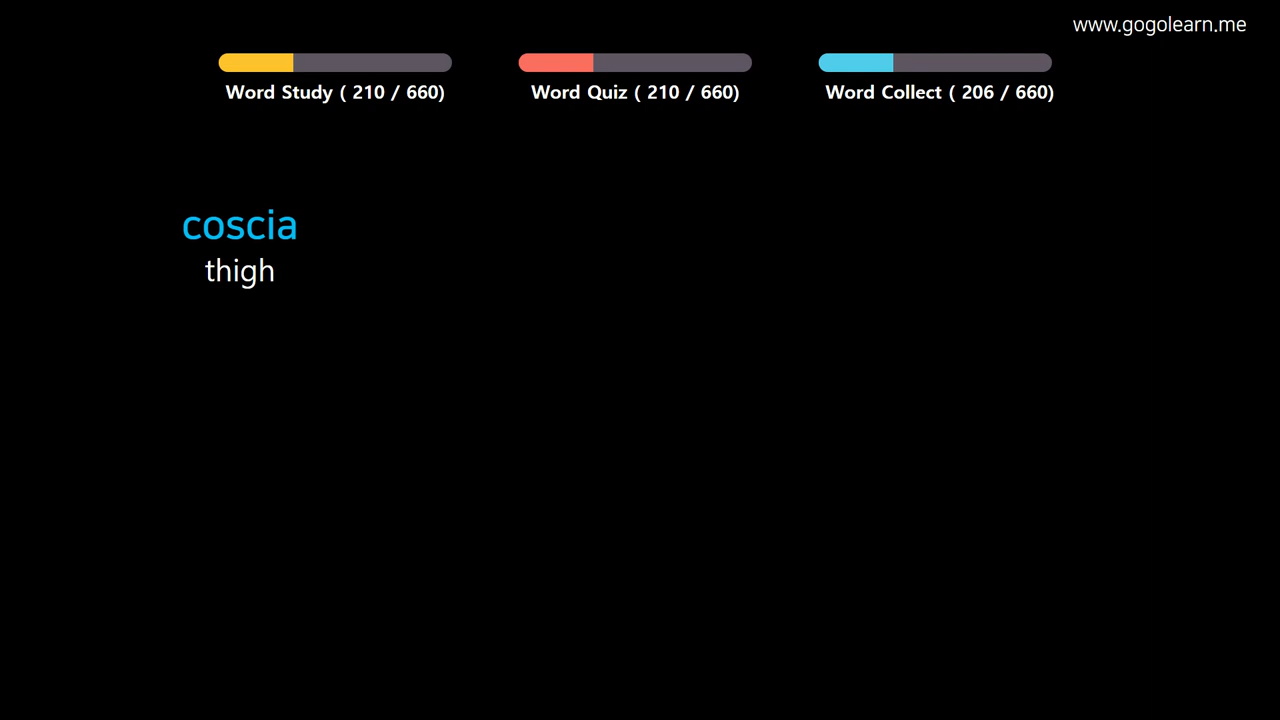 www.gogolearn.me
Word Study ( 210 / 660)
Word Quiz ( 210 / 660)
Word Collect ( 206 / 660)
coscia
thigh